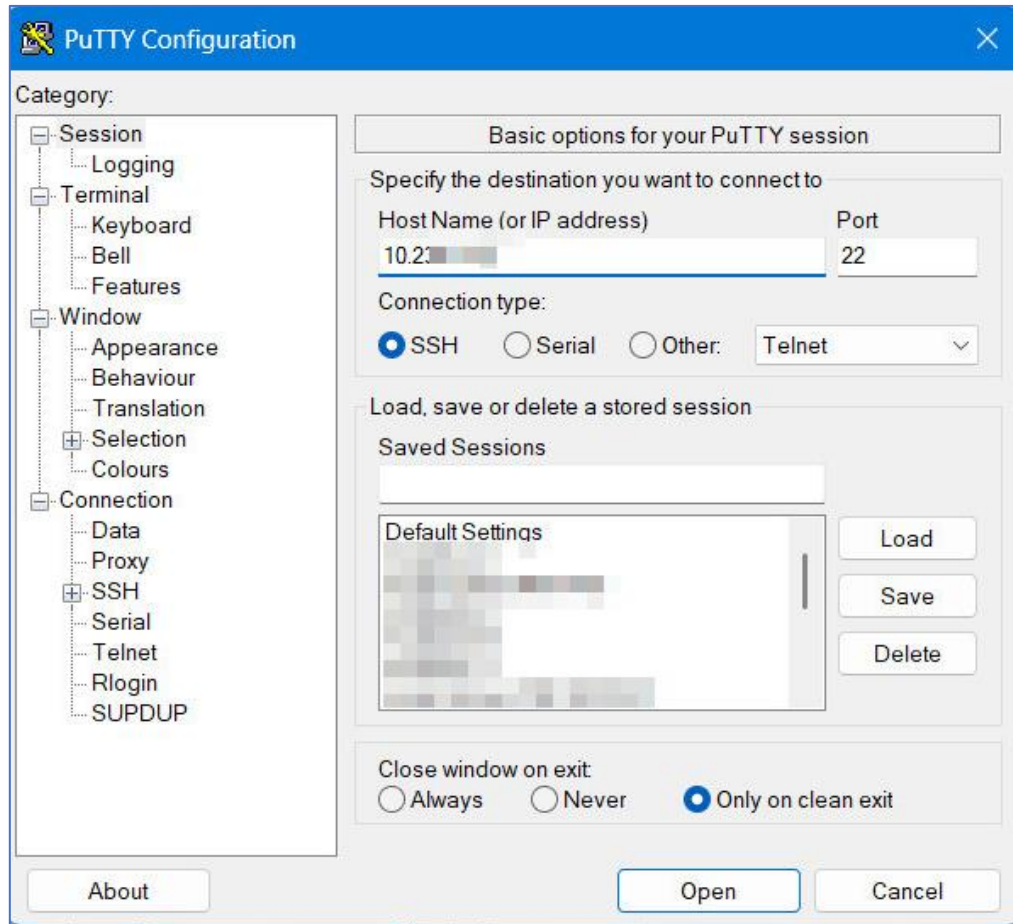 PuTTY Configuration
Category:
Session
Logging
Terminal
Keyboard
Bell
Features
Window
Appearance
Behaviour
Translation
Selection
Colours
Connection
Data
Proxy
SSH
Serial
Telnet
Rlogin
SUPDUP
Basic options for your PuTTY session
Specify the destination you want to connect to
Host Name (or IP address) Port
22
Connection type:
SSH Serial Other: Telnet
Load, save or delete a stored session
Saved Sessions
Default Settings
Load
Save
Delete
Close window on exit:
Always Never Only on clean exit
About Open Cancel